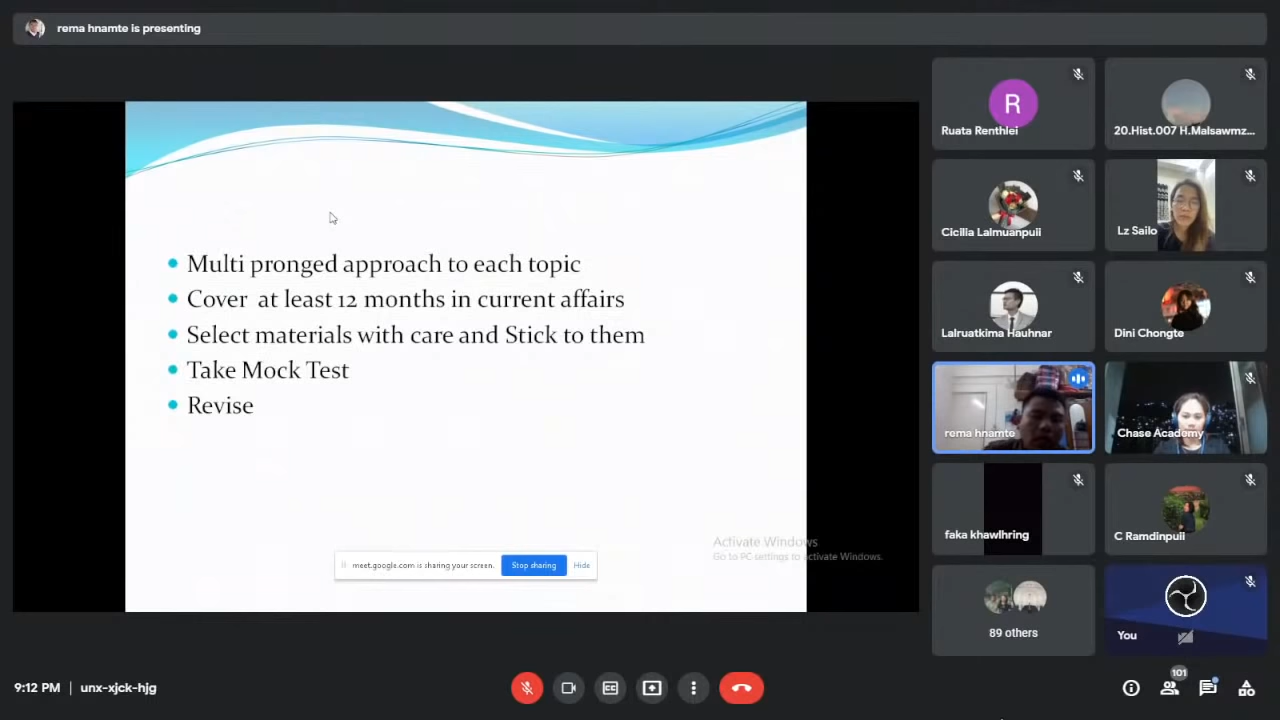 rema hnamte is presenting
Multi pronged approach to each topic
Cover at least 12 months in current affairs
Select materials with care and Stick to them
Take Mock Test
Revise
Activate Windows
Go to PC settings to activate Windows.
meet.google.com is sharing your screen.
Stop sharing
Hide
R
Ruata Renthlei
20.Hist.007 H.Malsawmz...
Cicilia Lalmuanpuii
Lz Sailo
Lalruatkima Hauhnar
Dini Chongte
rema hnamte
Chase Academy
faka khawlhring
C Ramdinpuii
89 others
You
9:12 PM | unx-xjck-hjg
CC
101